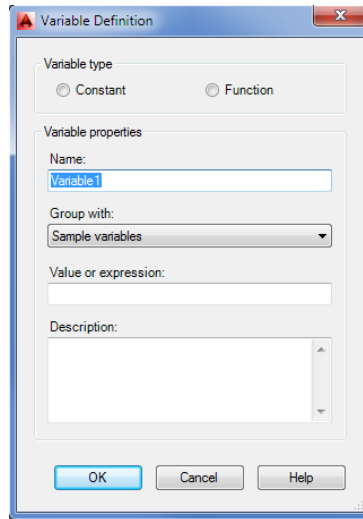 Variable Definition
Variable type
Constant Function
Variable properties
Name:
Variable1
Group with:
Sample variables
Value or expression:
Description:
OK Cancel Help